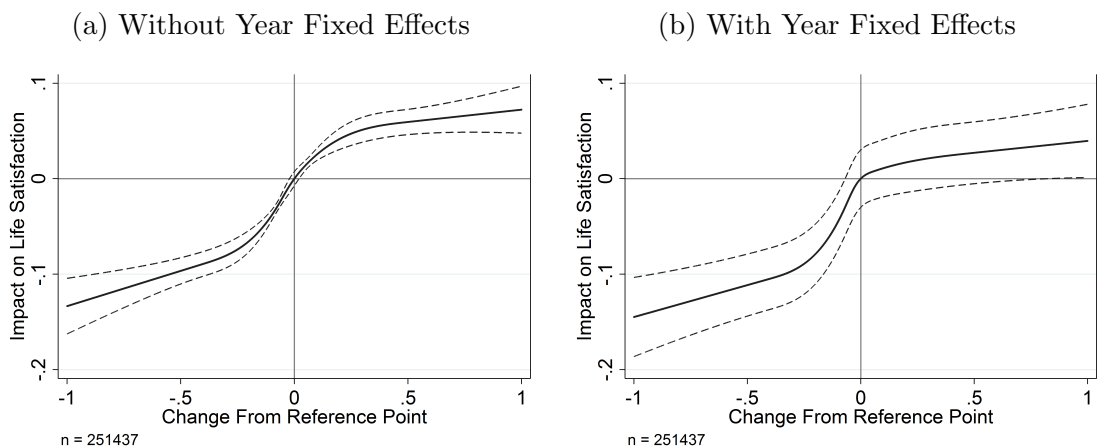 (a) Without Year Fixed Effects
Impact on Life Satisfaction
.1
0
-.1
-.2
-1 -.5 0 .5 1
Change From Reference Point
n = 251437
(b) With Year Fixed Effects
Impact on Life Satisfaction
.1
0
-.1
-.2
-1 -.5 0 .5 1
Change From Reference Point
n = 251437